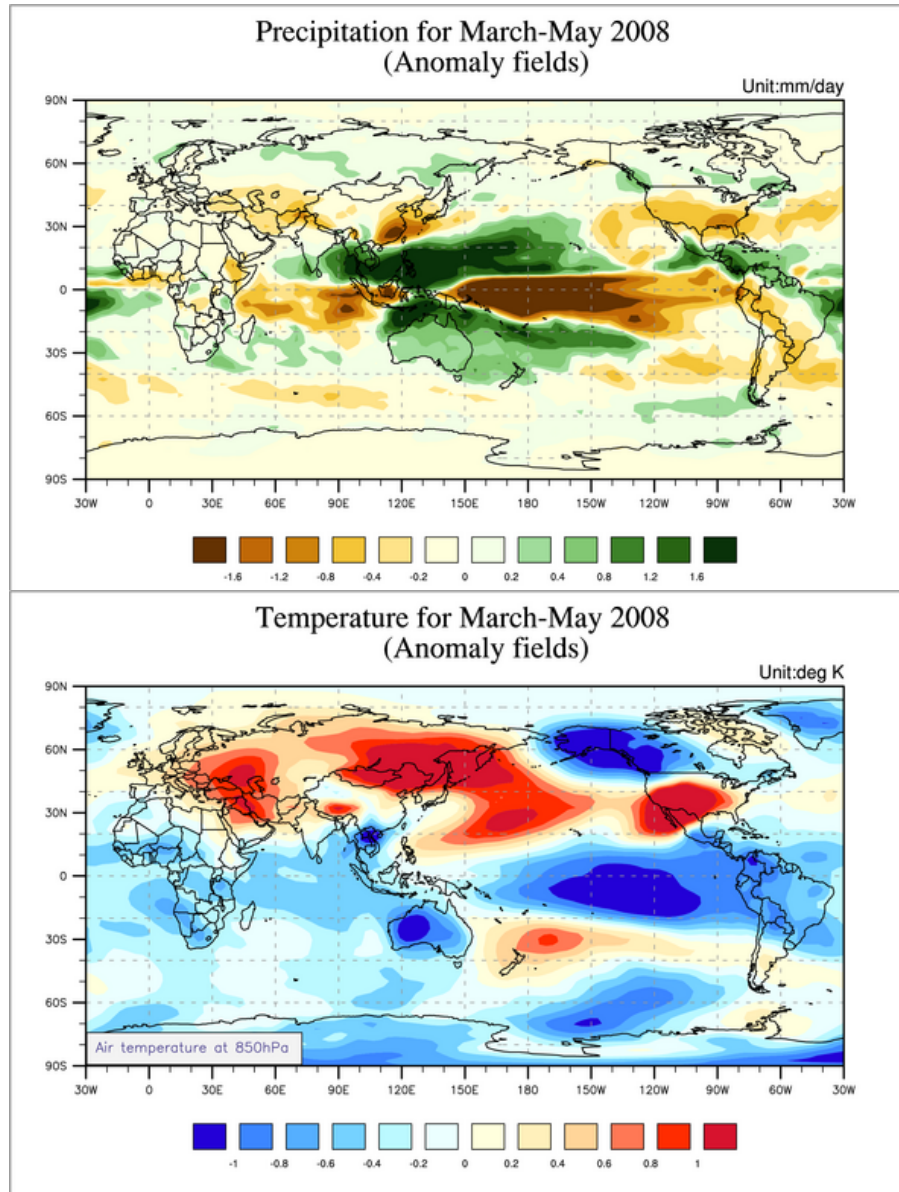 Precipitation for March-May 2008
(Anomaly fields)
Unit:mm/day
90N
60N
30N
0
30S
60S
90S
30W 0 30E 60E 90E 120E 150E 180 150W 120W 90W 60W 30W
-1.6 -1.2 -0.8 -0.4 -0.2 0 0.2 0.4 0.8 1.2 1.6
Temperature for March-May 2008
(Anomaly fields)
Unit:deg K
90N
60N
30N
0
30S
60S
Air temperature at 850hPa
90S
30W 0 30E 60E 90E 120E 150E 180 150W 120W 90W 60W 30W
-1 -0.8 -0.6 -0.4 -0.2 0 0.2 0.4 0.6 0.8 1